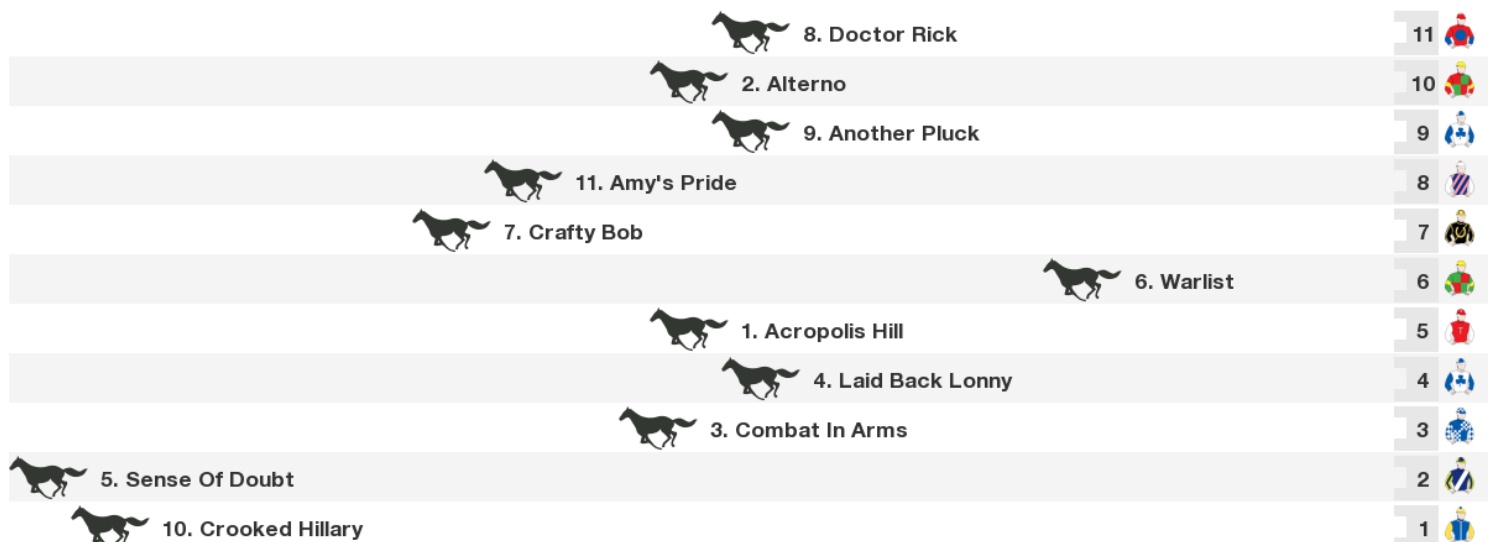 8. Doctor Rick 11
2. Alterno 10
9. Another Pluck 9
11. Amy's Pride 8
7. Crafty Bob 7
6. Warlist 6
1. Acropolis Hill 5
4. Laid Back Lonny 4
3. Combat In Arms 3
5. Sense Of Doubt 2
10. Crooked Hillary 1